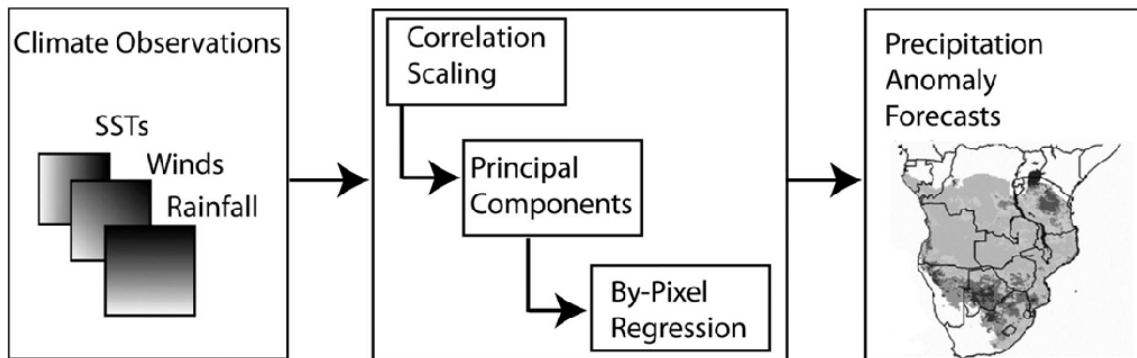 Climate Observations
SSTs
Winds
Rainfall
Correlation
Scaling
Principal
Components
By-Pixel
Regression
Precipitation
Anomaly
Forecasts